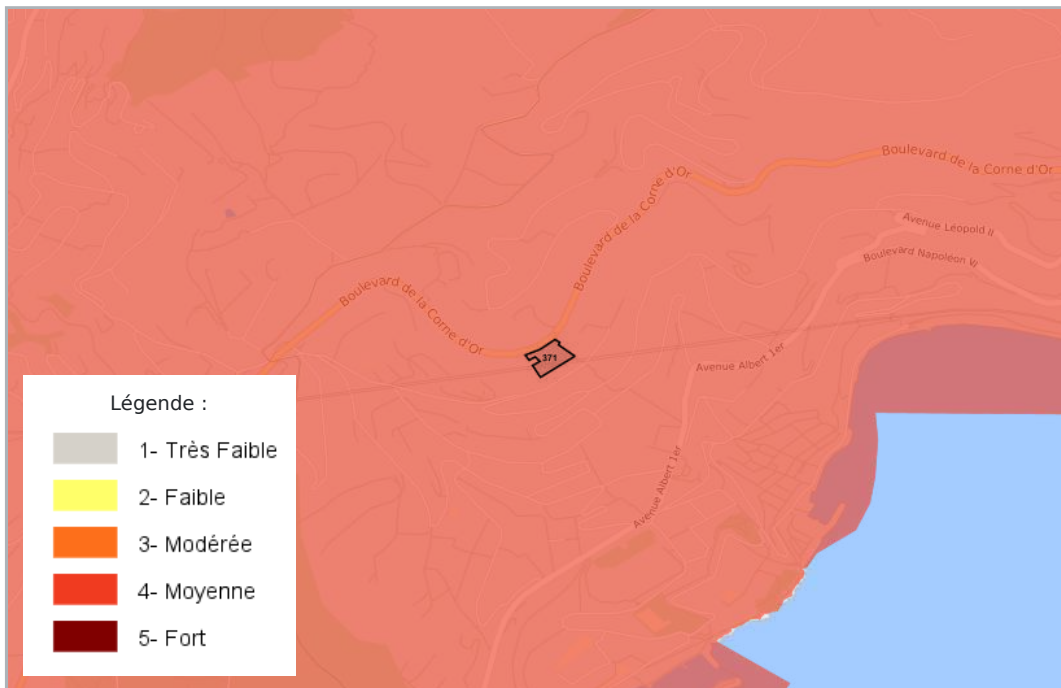 Boulevard de la Corne d'Or
Avenue Léopold II
Boulevard Napoléon VI
Boulevard de la Corne d'Or
Boulevard de la Corne d'Or
371
Avenue Albert 1er
Avenue Albert 1er
Légende :
1- Très Faible
2- Faible
3- Modérée
4- Moyenne
5- Fort